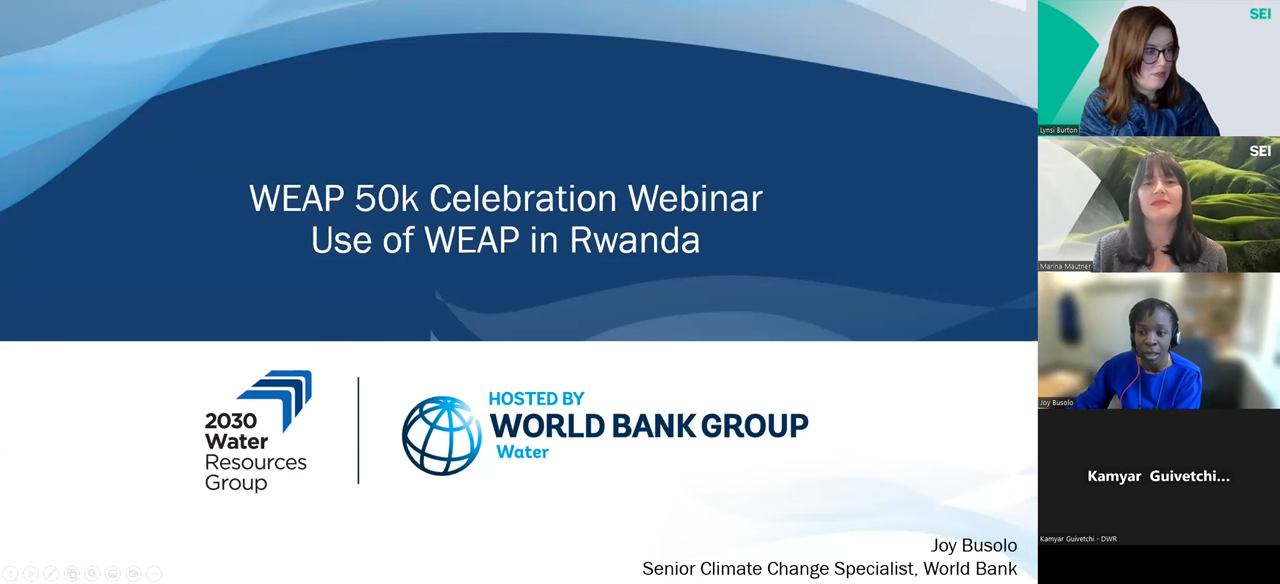 WEAP 50k Celebration Webinar
Use of WEAP in Rwanda
2030
Water
Resources
Group
HOSTED BY
WORLD BANK GROUP
Water
Joy Busolo
Senior Climate Change Specialist, World Bank
SEI
Lynsi Burton
SEI
Marina Mautner
Joy Busolo
Kamyar Guivetchi...
Kamyar Guivetchi - DWR